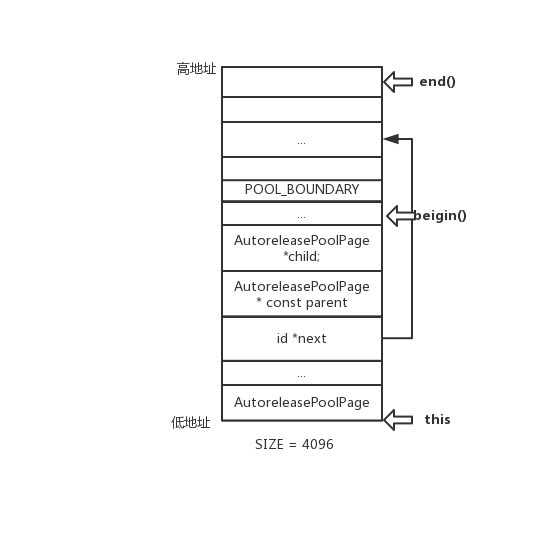 高地址
end()
...
POOL_BOUNDARY
...
beigin()
AutoreleasePoolPage
*child;
AutoreleasePoolPage
* const parent
id *next
...
AutoreleasePoolPage
this
低地址
SIZE = 4096